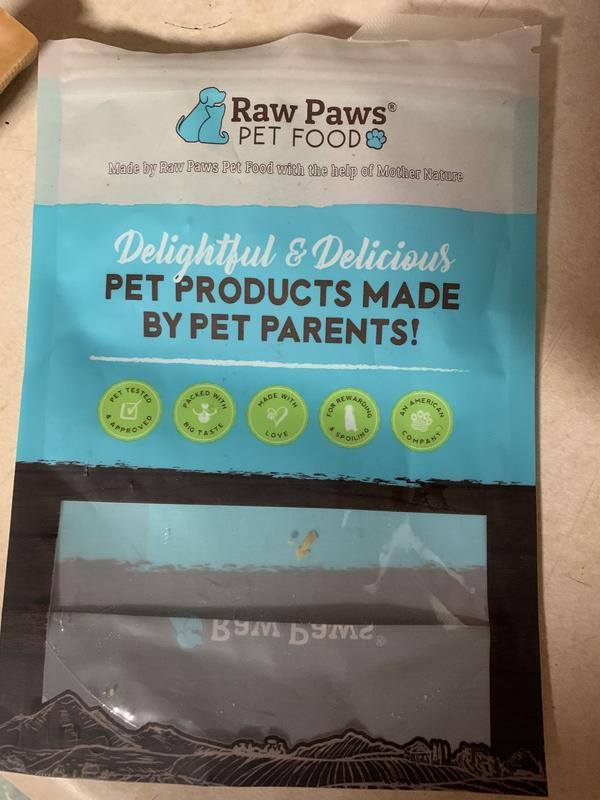 Raw Paws®
PET FOOD
Made by Raw Paws Pet Food with the help of Mother Nature
Delightful & Delicious
PET PRODUCTS MADE
BY PET PARENTS!
PET TESTED
& APPROVED
PACKED WITH
BIG TASTE
MADE WITH
LOVE
FOR REWARDING
& SPOILING
AN AMERICAN
COMPANY
Raw Paws®